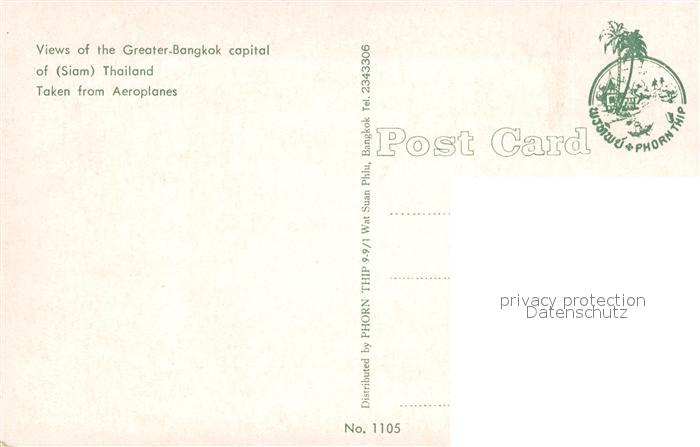 Views of the Greater-Bangkok capital
of (Siam) Thailand
Taken from Aeroplanes
Distributed by PHORN THIP 9-9/1 Wat Suan Phlu, Bangkok Tel. 2343306
Post Card
พรทิพย์ PHORN THIP
privacy protection
Datenschutz
No. 1105